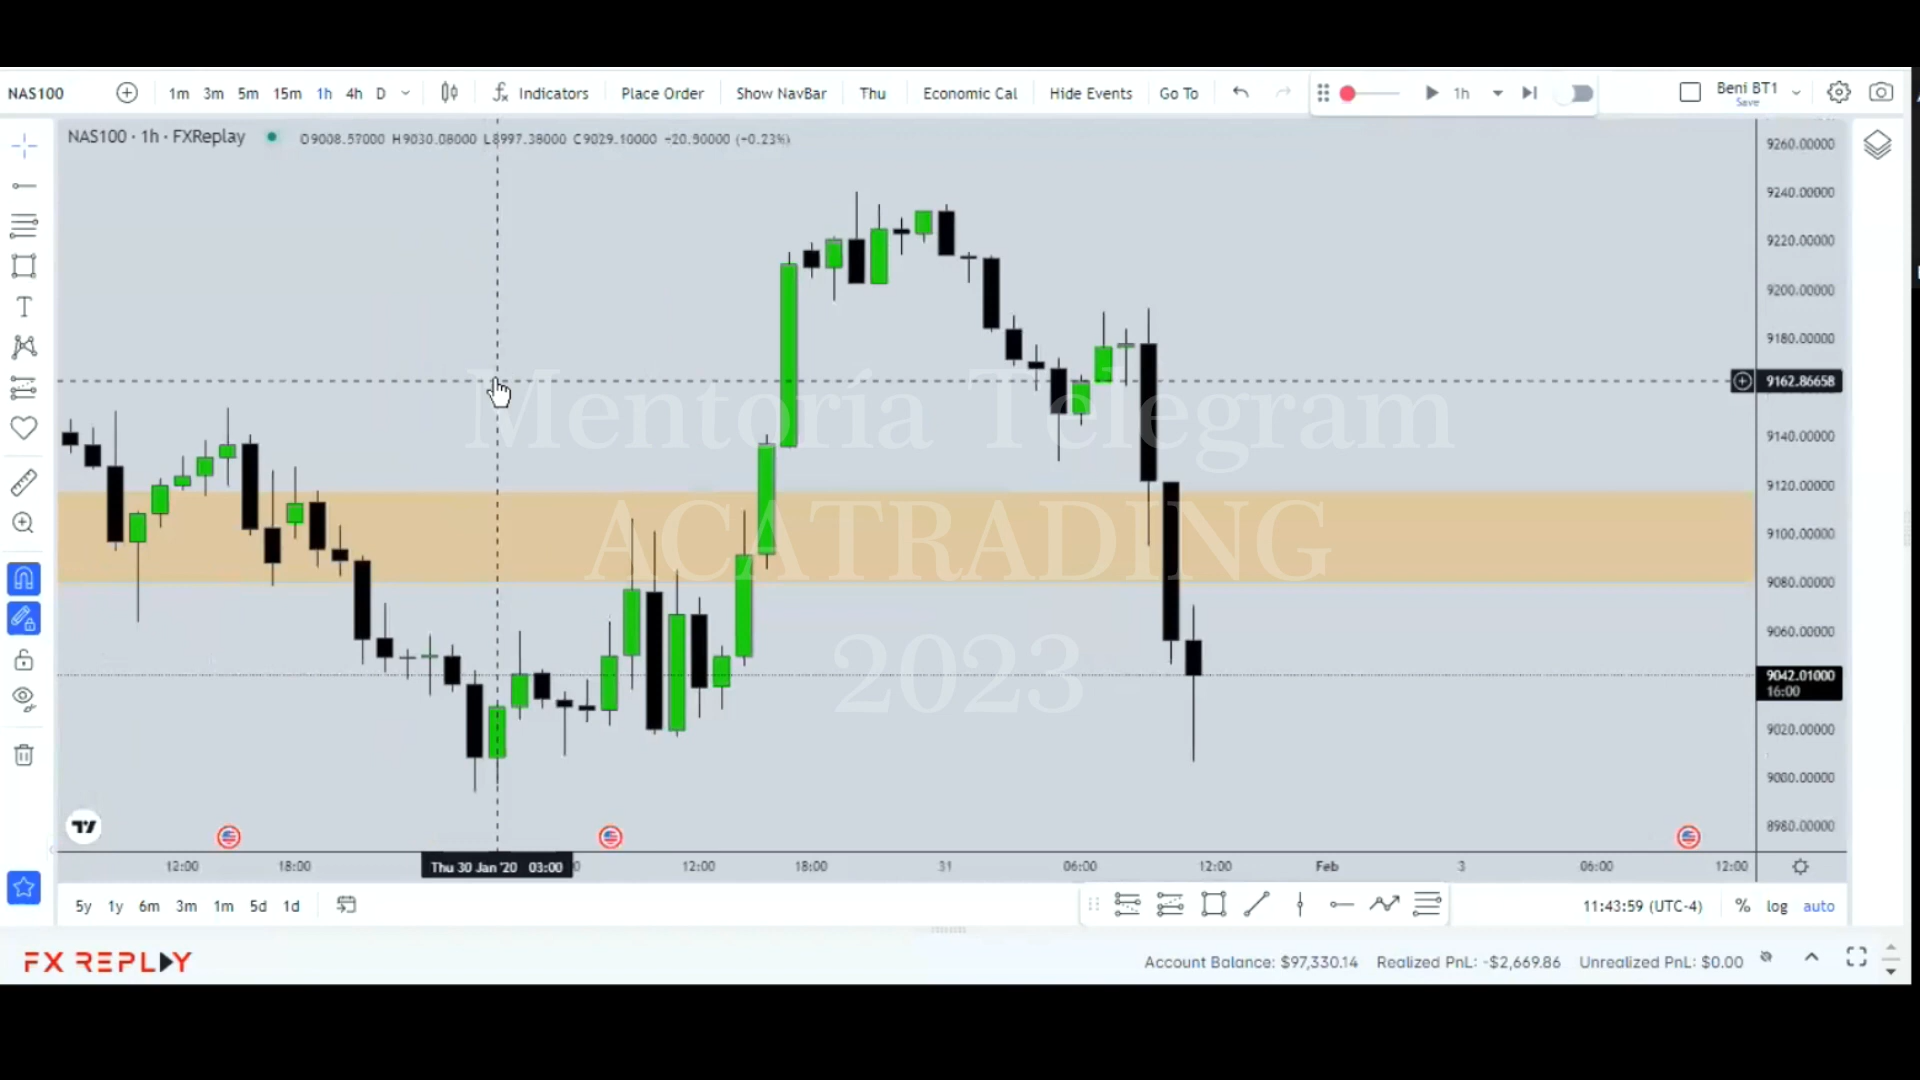 NAS100 1m 3m 5m 15m 1h 4h D Indicators Place Order Show NavBar Thu Economic Cal Hide Events Go To 1h Beni BT1
Save
NAS100 · 1h · FXReplay O9008.57000 H9030.08000 L8997.38000 C9029.10000 +20.90000 (+0.23%)
9260.00000
9240.00000
9220.00000
9200.00000
9180.00000
9162.86658
Mentoría Telegram
9140.00000
9120.00000
ACATRADING
9100.00000
9080.00000
9060.00000
2023
9042.01000
16:00
9020.00000
9000.00000
8980.00000
12:00 18:00 Thu 30 Jan '20 03:00 12:00 18:00 31 06:00 12:00 Feb 3 06:00 12:00
5y 1y 6m 3m 1m 5d 1d 11:43:59 (UTC-4) % log auto
FX REPLAY Account Balance: $97,330.14 Realized PnL: -$2,669.86 Unrealized PnL: $0.00